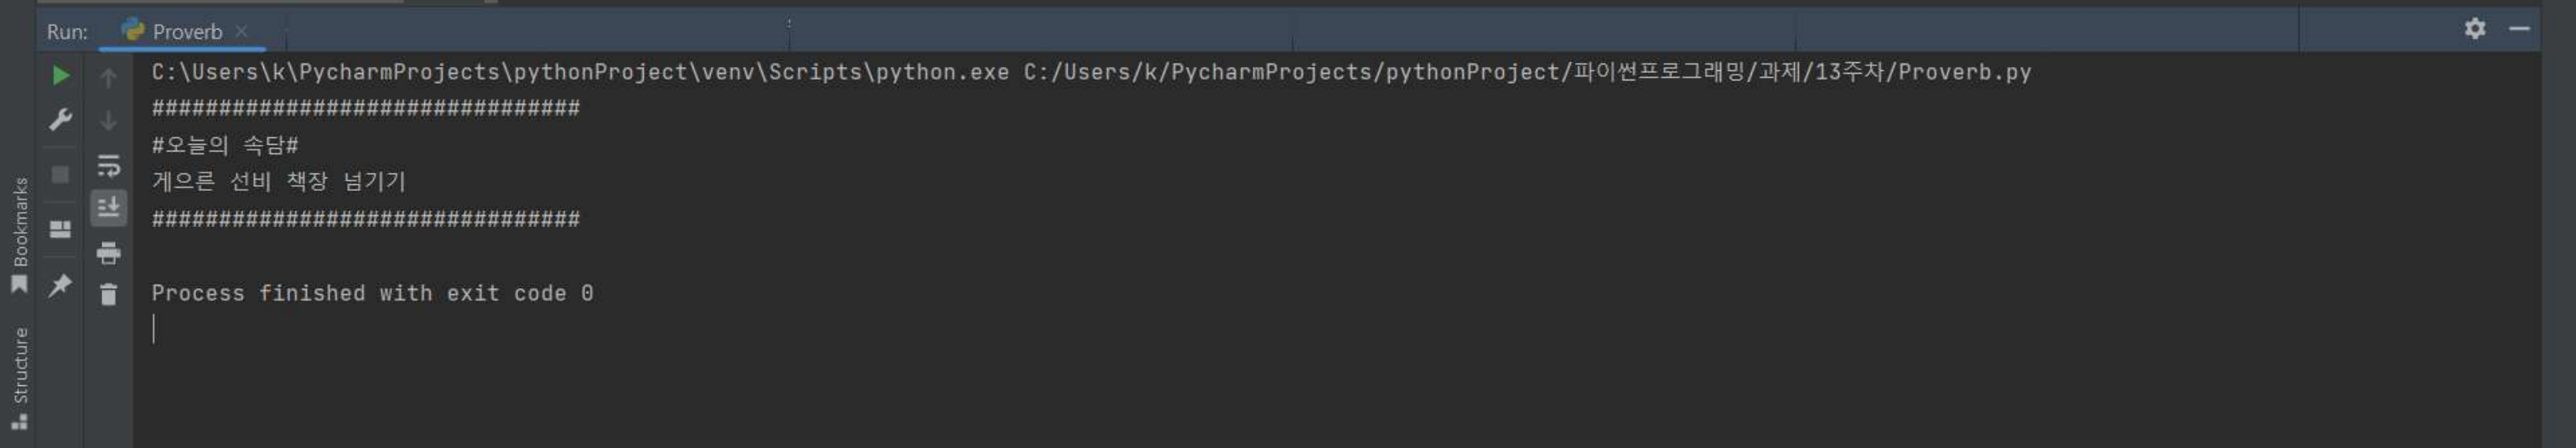 Run: Proverb
C:\Users\k\PycharmProjects\pythonProject\venv\Scripts\python.exe C:/Users/k/PycharmProjects/pythonProject/파이썬프로그래밍/과제/13주차/Proverb.py
################################
#오늘의 속담#
게으른 선비 책장 넘기기
################################
Process finished with exit code 0
Bookmarks
Structure